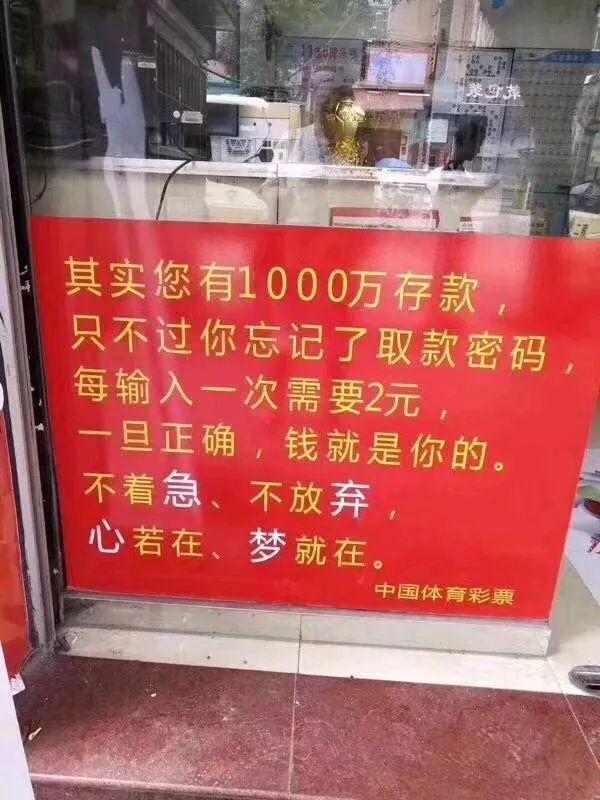 其实您有1000万存款，
只不过你忘记了取款密码，
每输入一次需要2元，
一旦正确，钱就是你的。
不着急、不放弃，
心若在、梦就在。
中国体育彩票